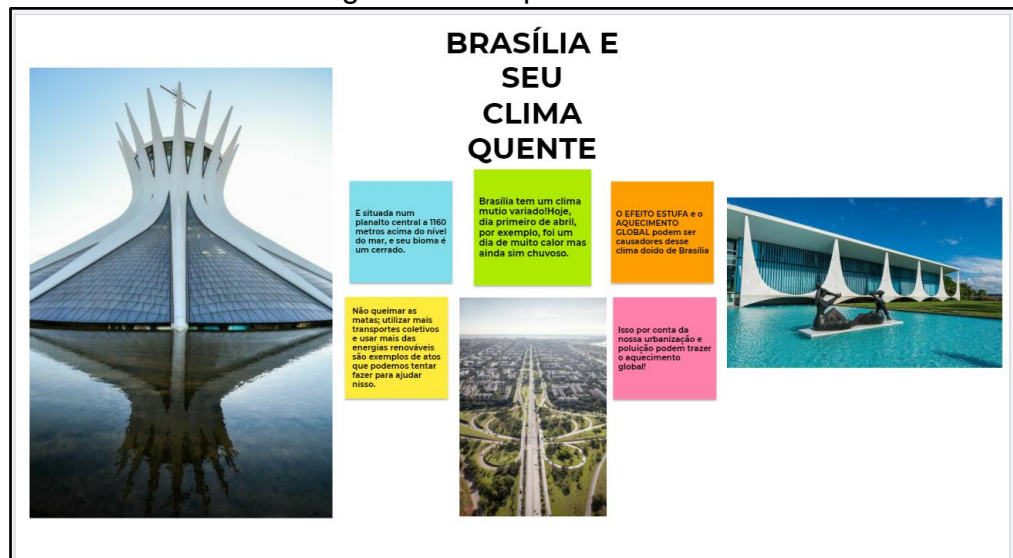 BRASÍLIA E
SEU
CLIMA
QUENTE
É situada num
planalto central a 1160
metros acima do nível
do mar, e seu bioma é
um cerrado.
Brasília tem um clima
mutio variado!Hoje,
dia primeiro de abril,
por exemplo, foi um
dia de muito calor mas
ainda sim chuvoso.
O EFEITO ESTUFA e o
AQUECIMENTO
GLOBAL podem ser
causadores desse
clima doido de Brasília
Não queimar as
matas; utilizar mais
transportes coletivos
e usar mais das
energias renováveis
são exemplos de atos
que podemos tentar
fazer para ajudar
nisso.
Isso por conta da
nossa urbanização e
poluição podem trazer
o aquecimento
global!